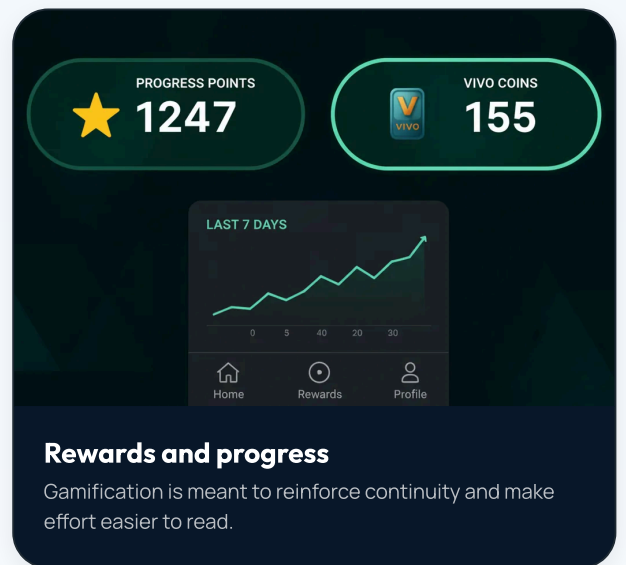 PROGRESS POINTS
1247
VIVO COINS
V
VIVO
155
LAST 7 DAYS
0 5 40 20 30
Home Rewards Profile
Rewards and progress
Gamification is meant to reinforce continuity and make
effort easier to read.